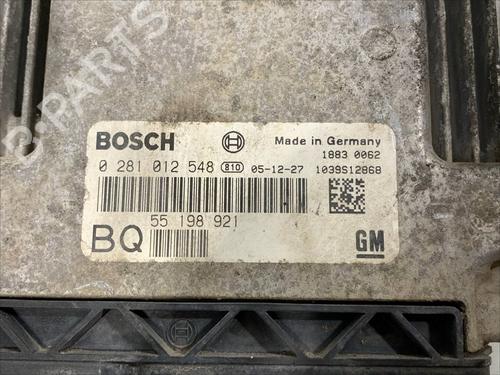 B-PARTS
BOSCH
Made in Germany
1883 0062
0 281 012 548 810 05-12-27 1039S12868
55 198 921
BQ
GM